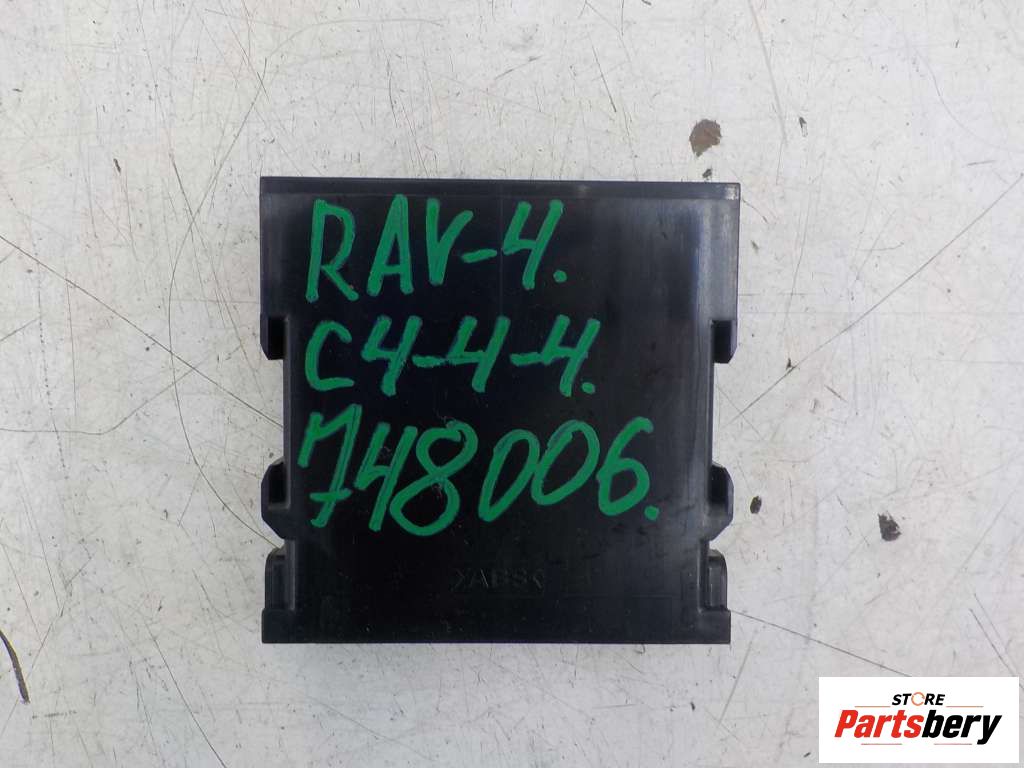 RAV-4.
C4-4-4.
748006.
>ABS<
STORE
Partsbery